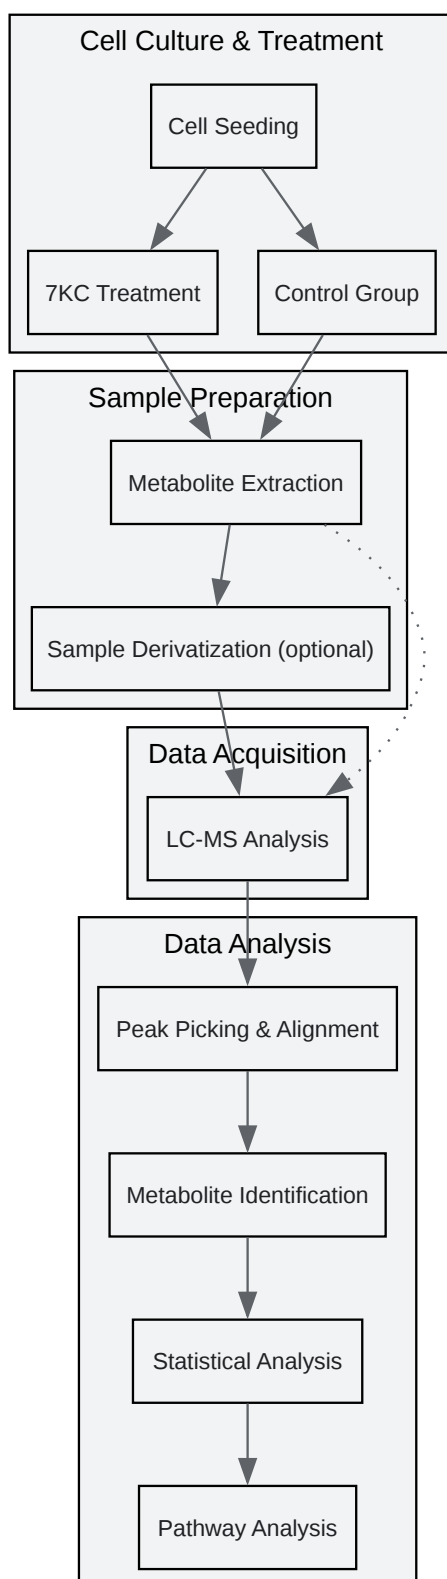 Cell Culture & Treatment
Cell Seeding
7KC Treatment
Control Group
Sample Preparation
Metabolite Extraction
Sample Derivatization (optional)
Data Acquisition
LC-MS Analysis
Data Analysis
Peak Picking & Alignment
Metabolite Identification
Statistical Analysis
Pathway Analysis